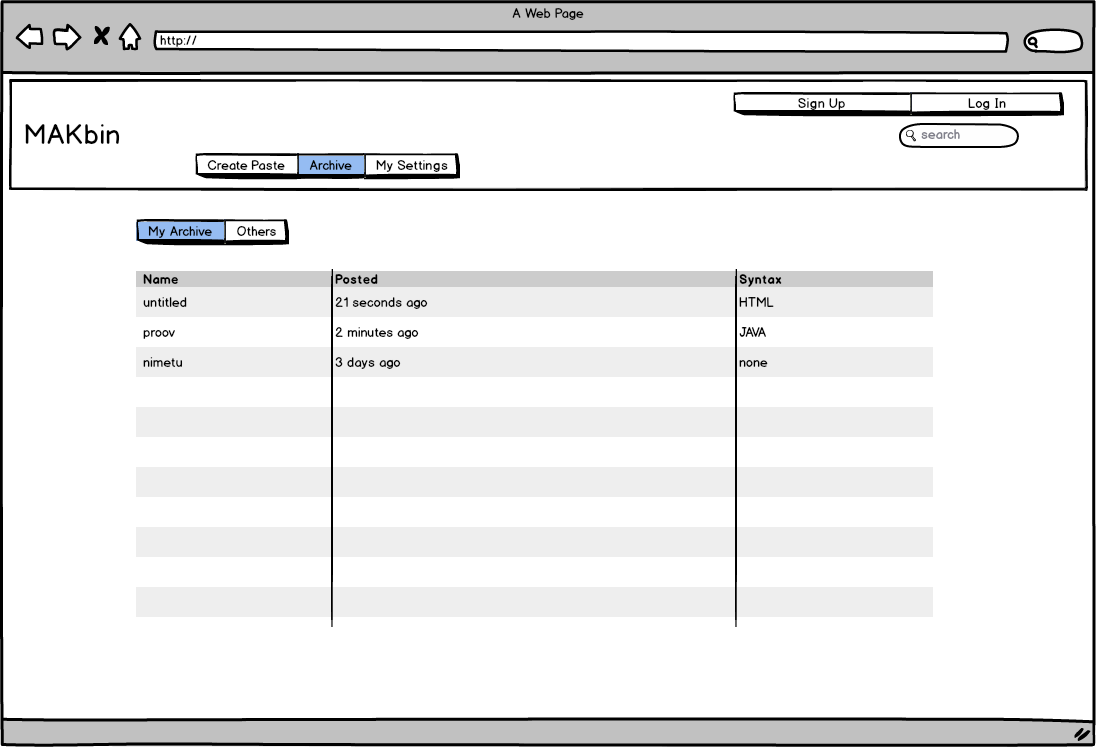 A Web Page
http://
Sign Up Log In
MAKbin
search
Create Paste Archive My Settings
My Archive Others
Name Posted Syntax
untitled 21 seconds ago HTML
proov 2 minutes ago JAVA
nimetu 3 days ago none